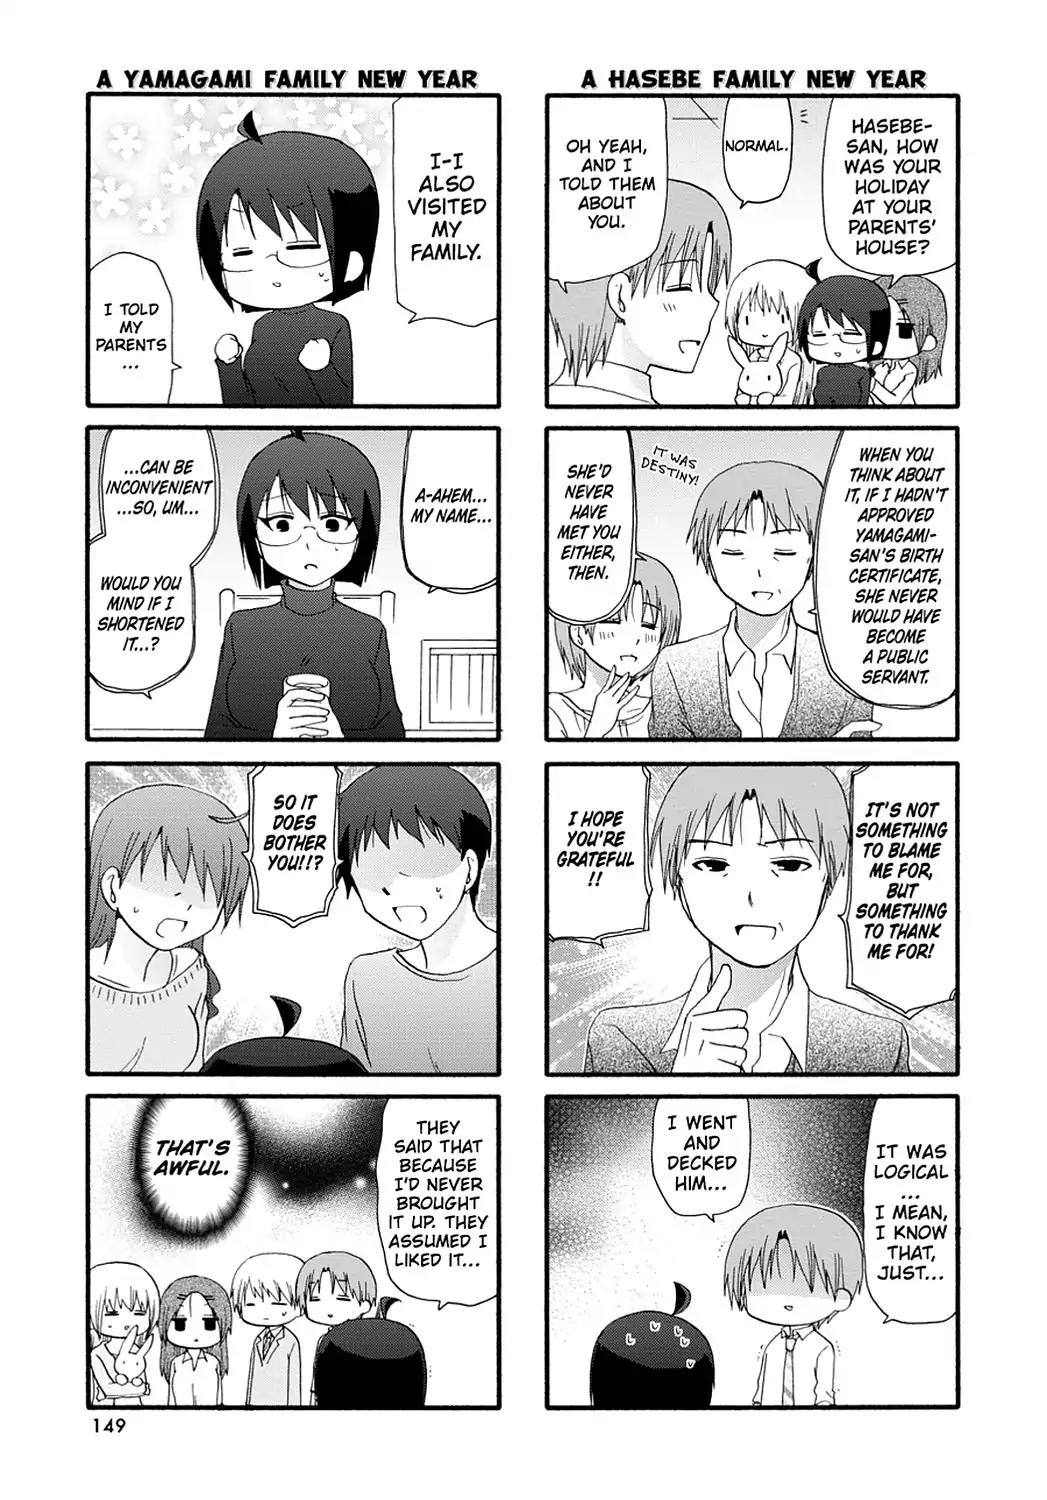 A HASEBE FAMILY NEW YEAR
HASEBE-
SAN, HOW
WAS YOUR
HOLIDAY
AT YOUR
PARENTS'
HOUSE?
NORMAL.
OH YEAH,
AND I
TOLD THEM
ABOUT
YOU.
WHEN YOU
THINK ABOUT
IT, IF I HADN'T
APPROVED
YAMAGAMI-
SAN'S BIRTH
CERTIFICATE,
SHE NEVER
WOULD HAVE
BECOME
A PUBLIC
SERVANT.
IT WAS
DESTINY!
SHE'D
NEVER
HAVE
MET YOU
EITHER,
THEN.
IT'S NOT
SOMETHING
TO BLAME
ME FOR,
BUT
SOMETHING
TO THANK
ME FOR!
I HOPE
YOU'RE
GRATEFUL
!!
IT WAS
LOGICAL
...
I MEAN,
I KNOW
THAT,
JUST...
I WENT
AND
DECKED
HIM...
A YAMAGAMI FAMILY NEW YEAR
I-I
ALSO
VISITED
MY
FAMILY.
I TOLD
MY
PARENTS
...
A-AHEM...
MY NAME...
...CAN BE
INCONVENIENT
...SO, UM...
WOULD YOU
MIND IF I
SHORTENED
IT...?
SO IT
DOES
BOTHER
YOU!!?
THEY
SAID THAT
BECAUSE
I'D NEVER
BROUGHT
IT UP. THEY
ASSUMED I
LIKED IT...
THAT'S
AWFUL.
149